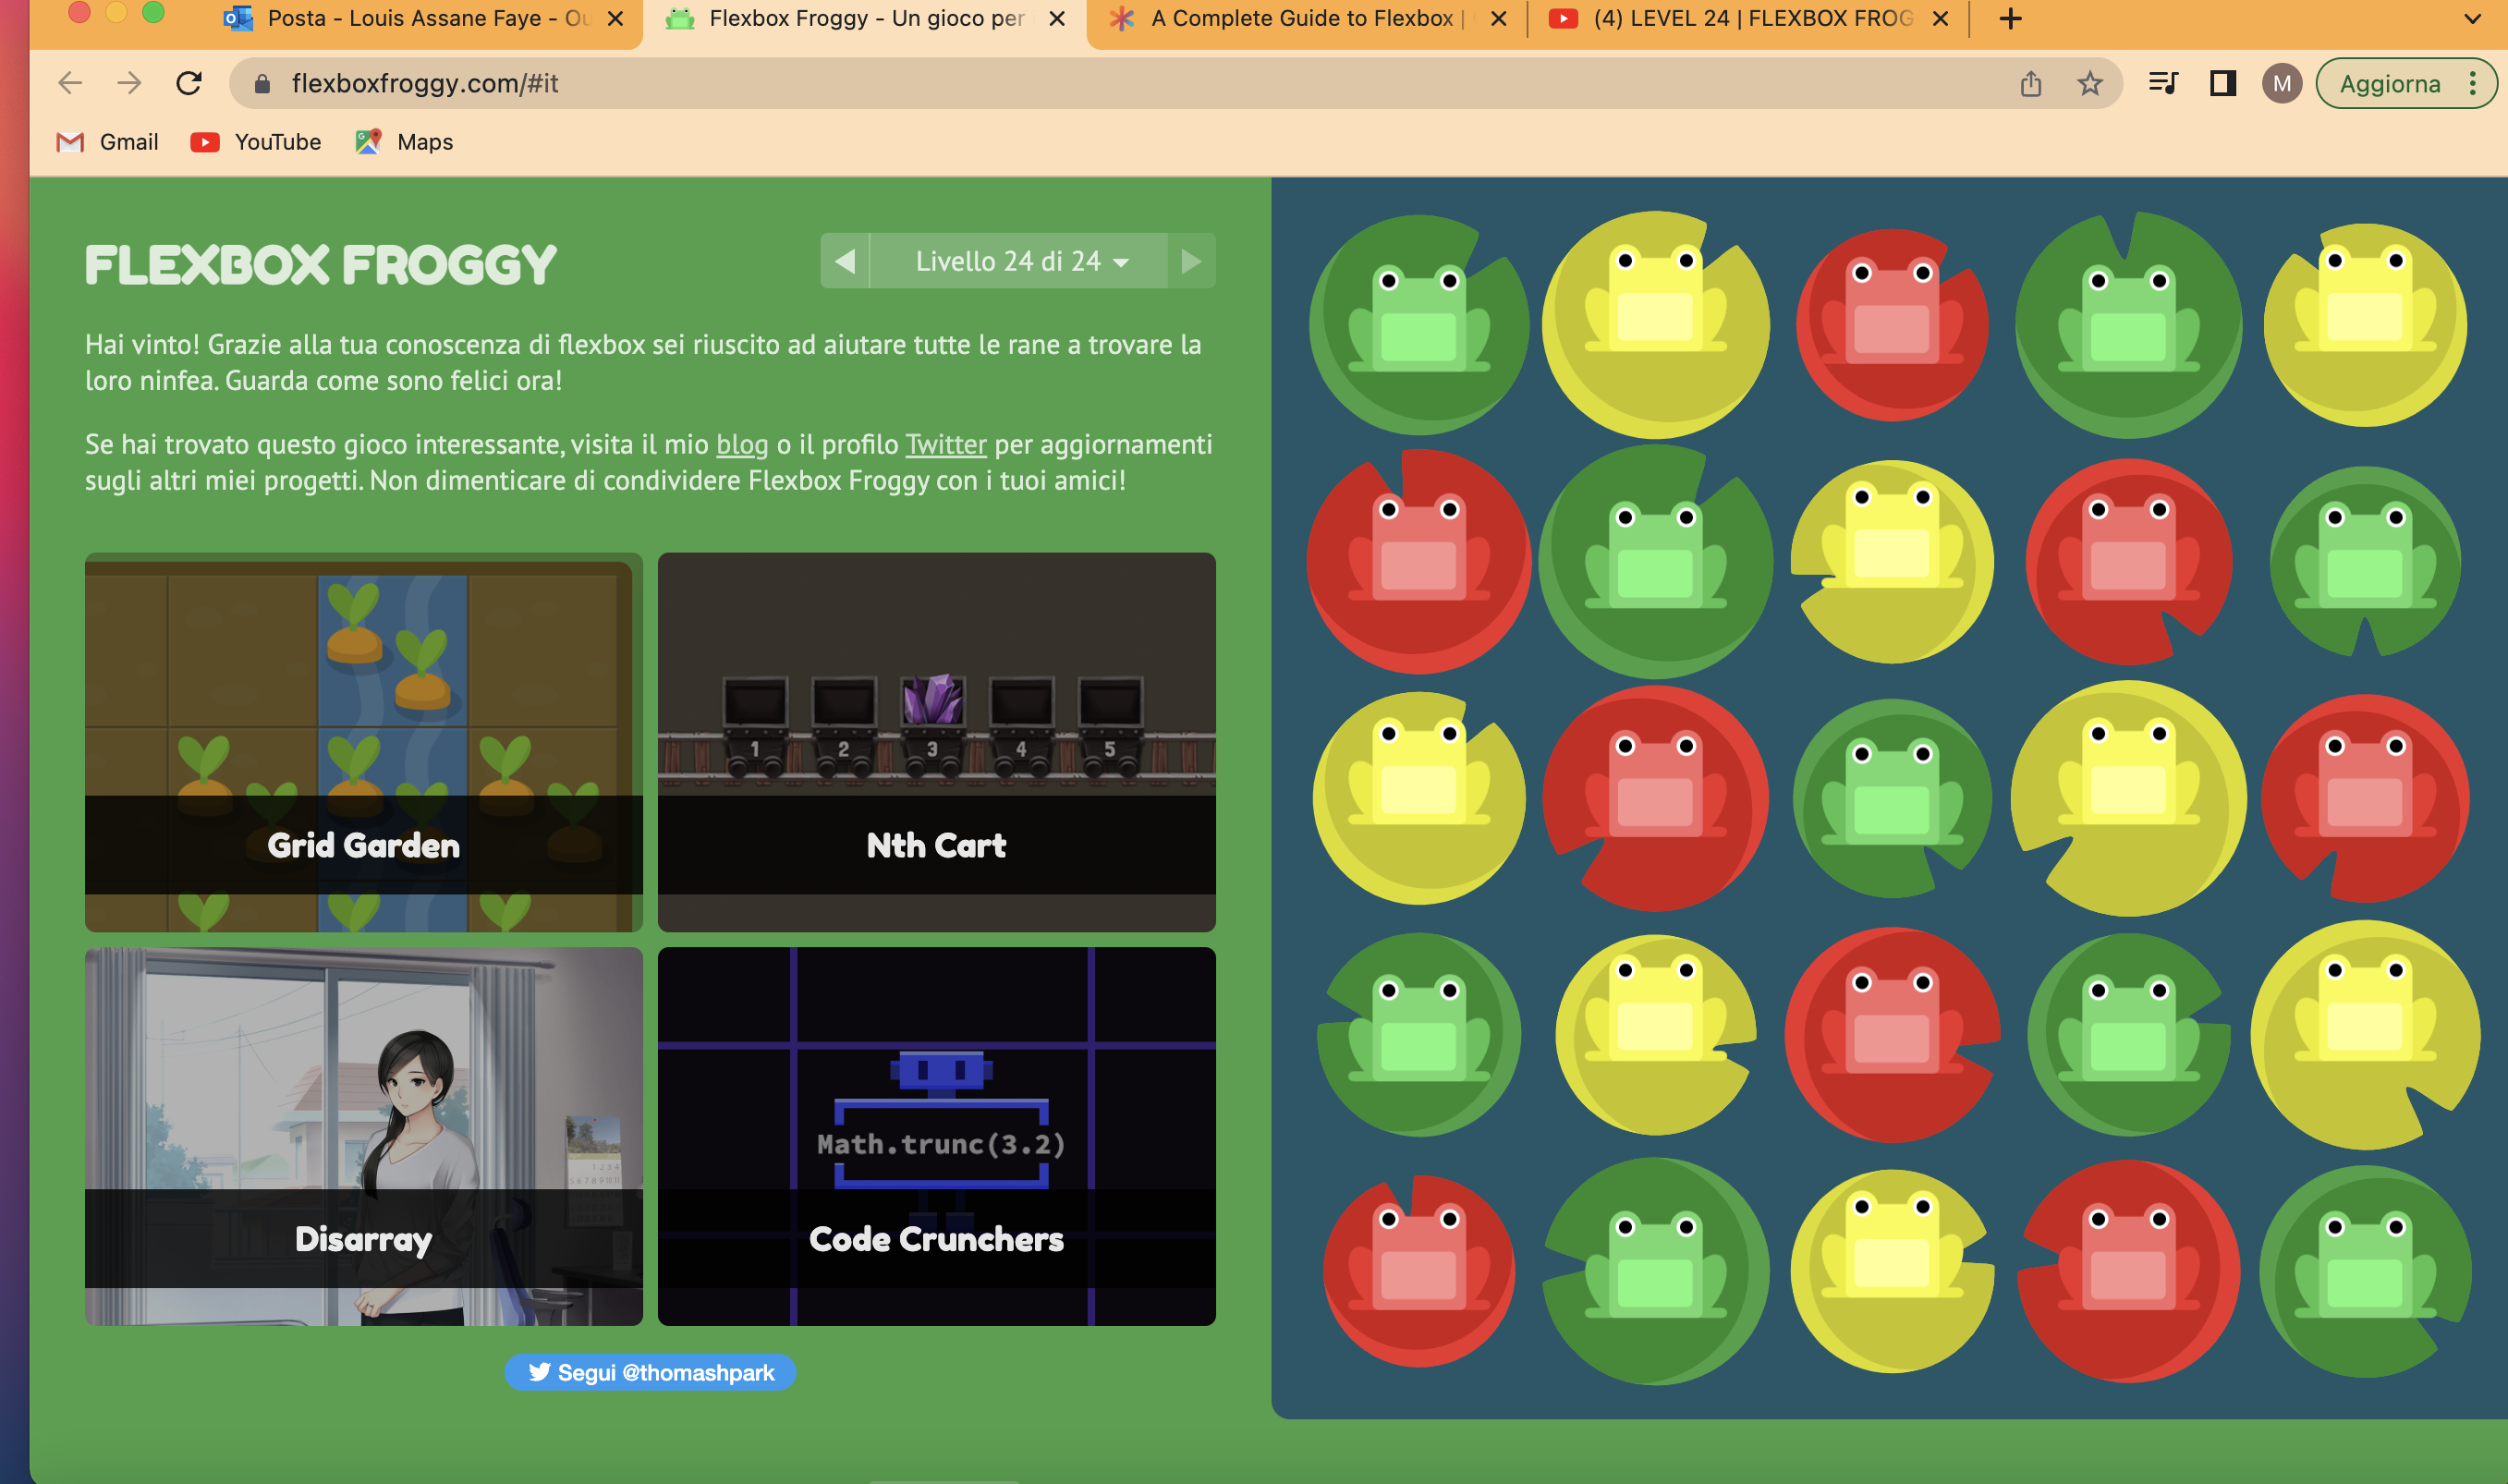 Posta - Louis Assane Faye - Ou
Flexbox Froggy - Un gioco per
A Complete Guide to Flexbox |
(4) LEVEL 24 | FLEXBOX FROG
flexboxfroggy.com/#it
M
Aggiorna
Gmail
YouTube
Maps
FLEXBOX FROGGY
Livello 24 di 24
Hai vinto! Grazie alla tua conoscenza di flexbox sei riuscito ad aiutare tutte le rane a trovare la
loro ninfea. Guarda come sono felici ora!
Se hai trovato questo gioco interessante, visita il mio blog o il profilo Twitter per aggiornamenti
sugli altri miei progetti. Non dimenticare di condividere Flexbox Froggy con i tuoi amici!
1 2 3 4 5
Grid Garden
Nth Cart
Math.trunc(3.2)
Disarray
Code Crunchers
Segui @thomashpark